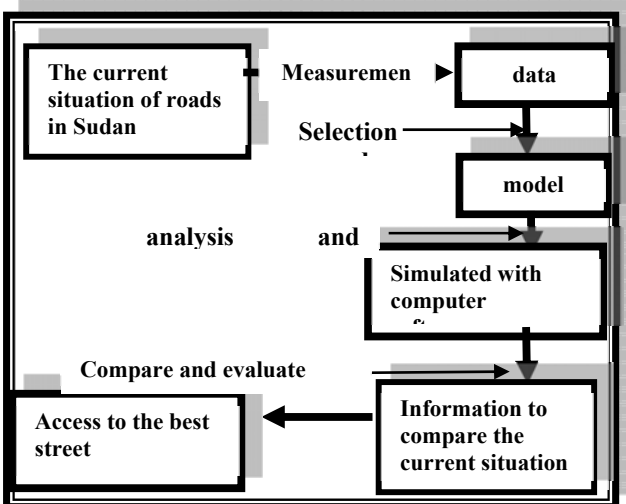 The current
situation of roads
in Sudan
Measuremen
data
Selection
model
analysis and
Simulated with
computer
Compare and evaluate
Information to
compare the
current situation
Access to the best
street